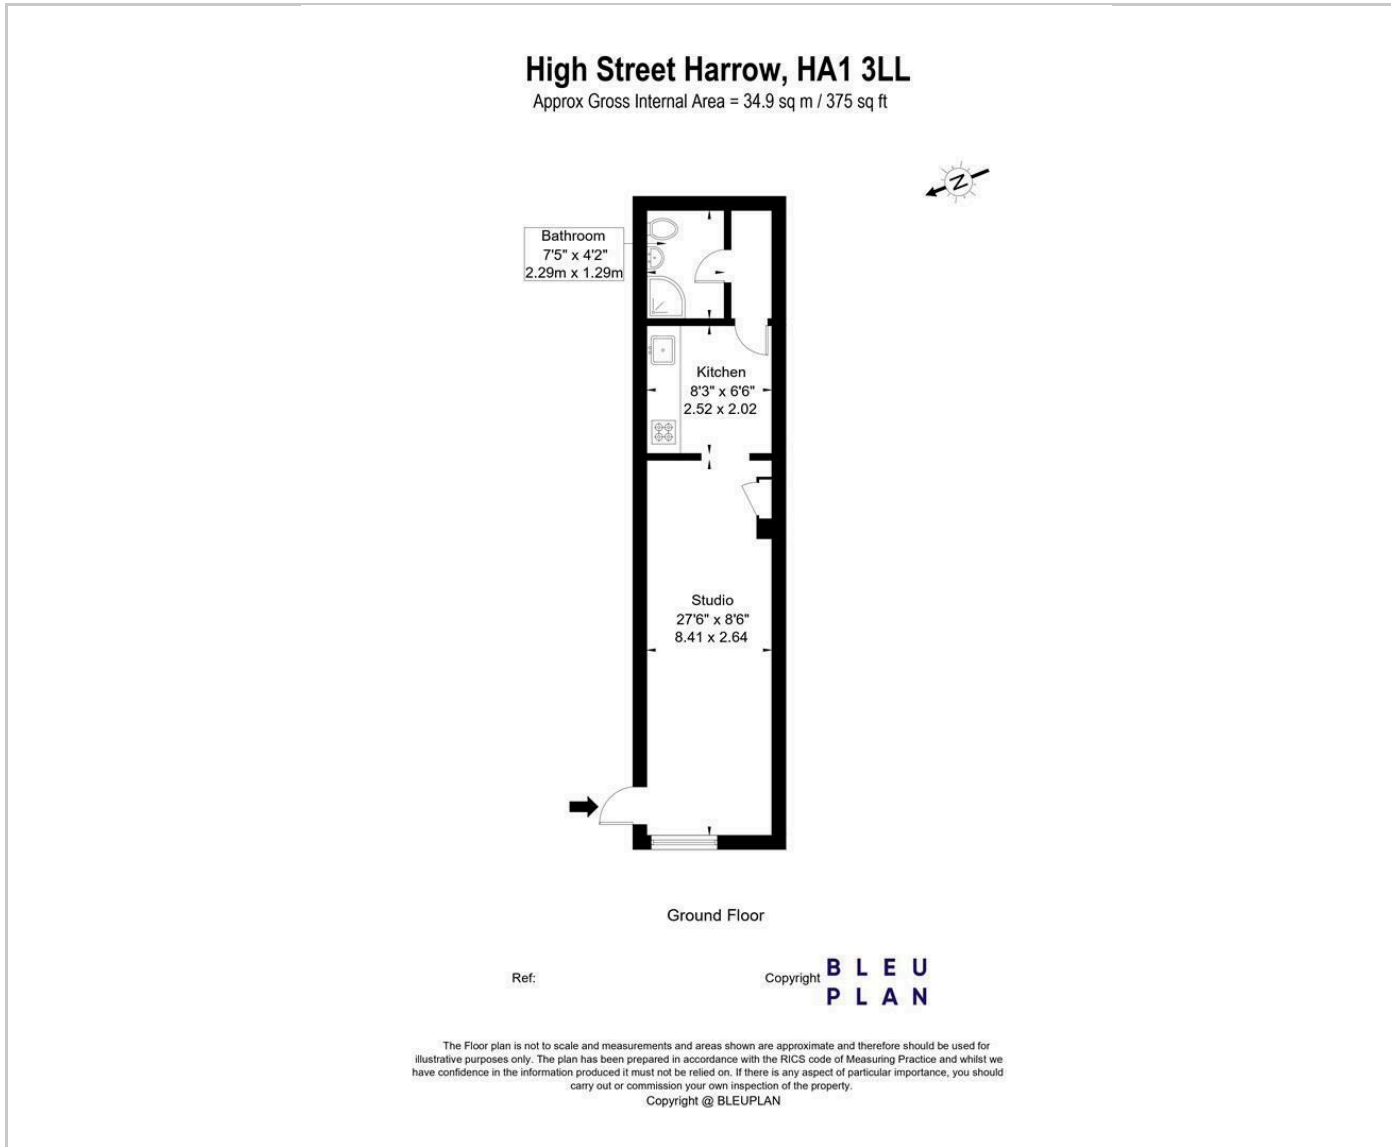 High Street Harrow, HA1 3LL
Approx Gross Internal Area = 34.9 sq m / 375 sq ft
N
Bathroom
7'5" x 4'2"
2.29m x 1.29m
Kitchen
8'3" x 6'6"
2.52 x 2.02
Studio
27'6" x 8'6"
8.41 x 2.64
Ground Floor
Ref:
Copyright
BLEU
PLAN
The Floor plan is not to scale and measurements and areas shown are approximate and therefore should be used for
illustrative purposes only. The plan has been prepared in accordance with the RICS code of Measuring Practice and whilst we
have confidence in the information produced it must not be relied on. If there is any aspect of particular importance, you should
carry out or commission your own inspection of the property.
Copyright @ BLEUPLAN